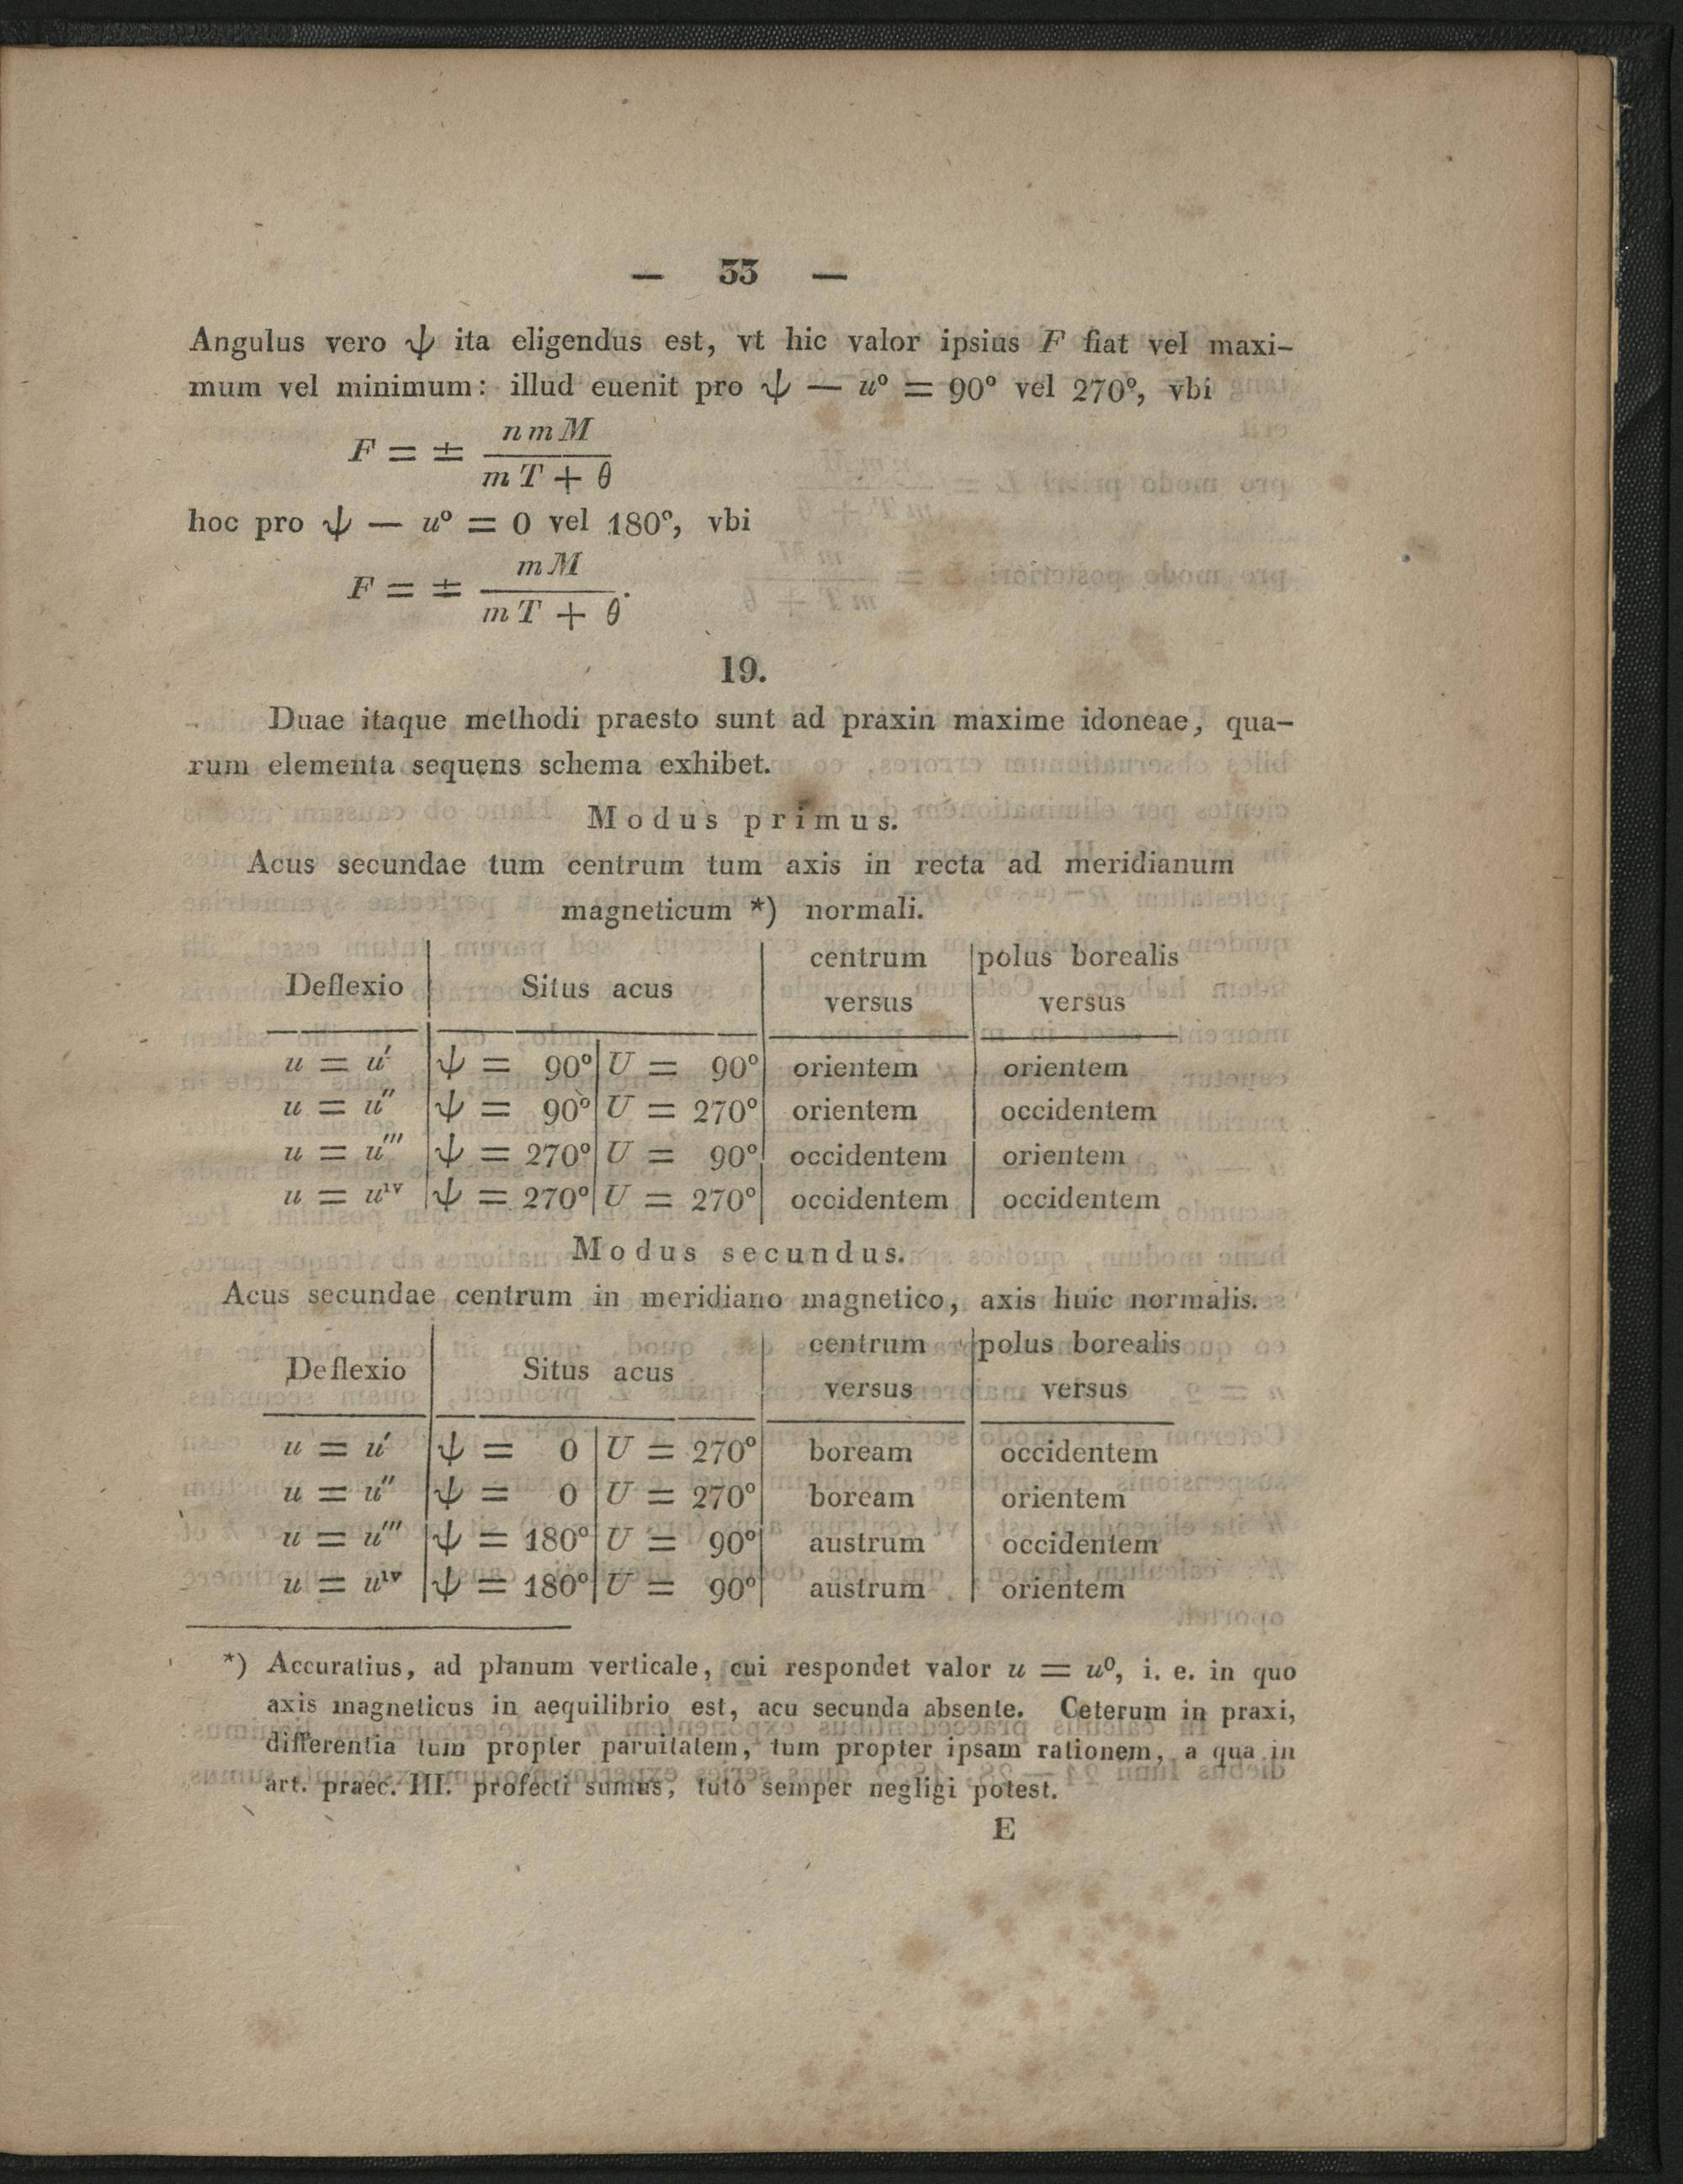 — 33 —
Angulus vero ψ ita eligendus est, vt hic valor ipsius F fiat vel maxi-
mum vel minimum: illud euenit pro ψ — u⁰ = 90° vel 270°, vbi
F = ± nmM / mT + θ
hoc pro ψ — u⁰ = 0 vel 180°, vbi
F = ± mM / mT + θ.
19.
Duae itaque methodi praesto sunt ad praxin maxime idoneae, qua-
rum elementa sequens schema exhibet.
Modus primus.
Acus secundae tum centrum tum axis in recta ad meridianum
magneticum *) normali.
Deflexio | Situs acus | centrum versus | polus borealis versus
u = u′ | ψ = 90° | U = 90° | orientem | orientem
u = u″ | ψ = 90° | U = 270° | orientem | occidentem
u = u‴ | ψ = 270° | U = 90° | occidentem | orientem
u = uᶦᵛ | ψ = 270° | U = 270° | occidentem | occidentem
Modus secundus.
Acus secundae centrum in meridiano magnetico, axis huic normalis.
Deflexio | Situs acus | centrum versus | polus borealis versus
u = u′ | ψ = 0 | U = 270° | boream | occidentem
u = u″ | ψ = 0 | U = 270° | boream | orientem
u = u‴ | ψ = 180° | U = 90° | austrum | occidentem
u = uᶦᵛ | ψ = 180° | U = 90° | austrum | orientem
*) Accuratius, ad planum verticale, cui respondet valor u = u⁰, i. e. in quo
axis magneticus in aequilibrio est, acu secunda absente. Ceterum in praxi,
differentia tum propter paruitatem, tum propter ipsam rationem, a qua in
art. praec. III. profecti sumus, tuto semper negligi potest.
E